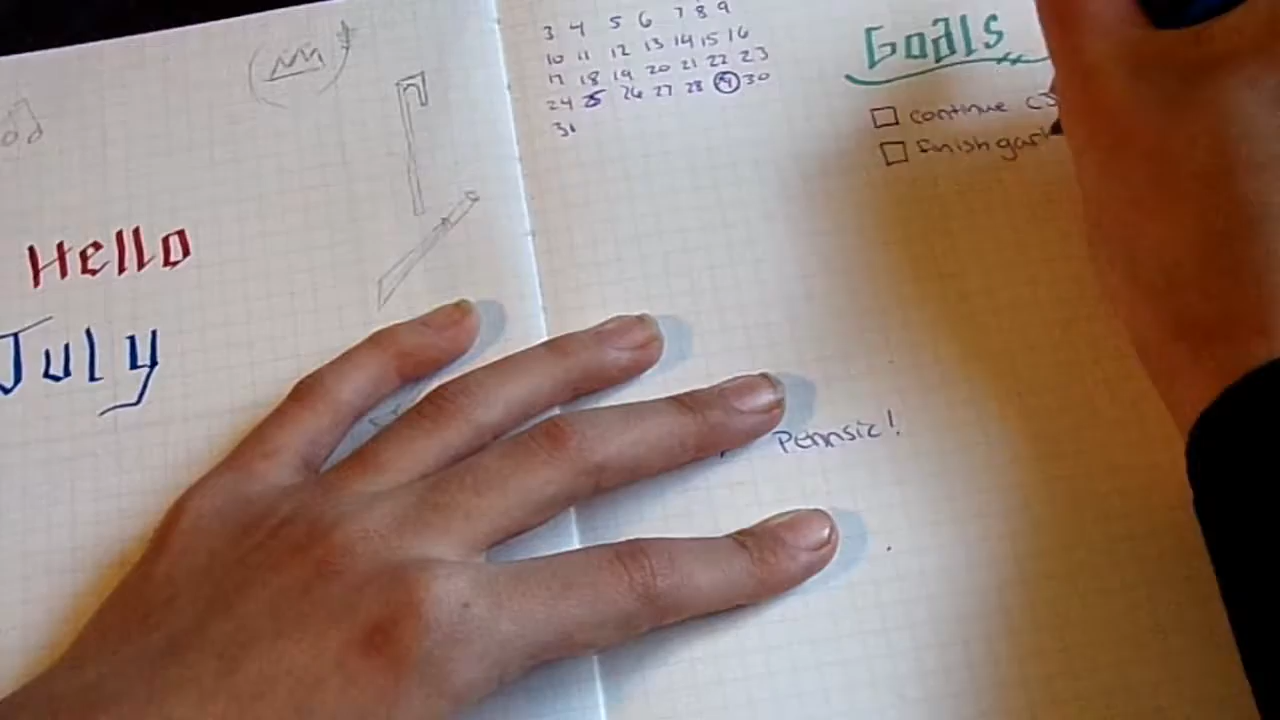 Hello
July
3 4 5 6 7 8 9
10 11 12 13 14 15 16
17 18 19 20 21 22 23
24 25 26 27 28 29 30
31
Goals
continue
finish
Pennsic!